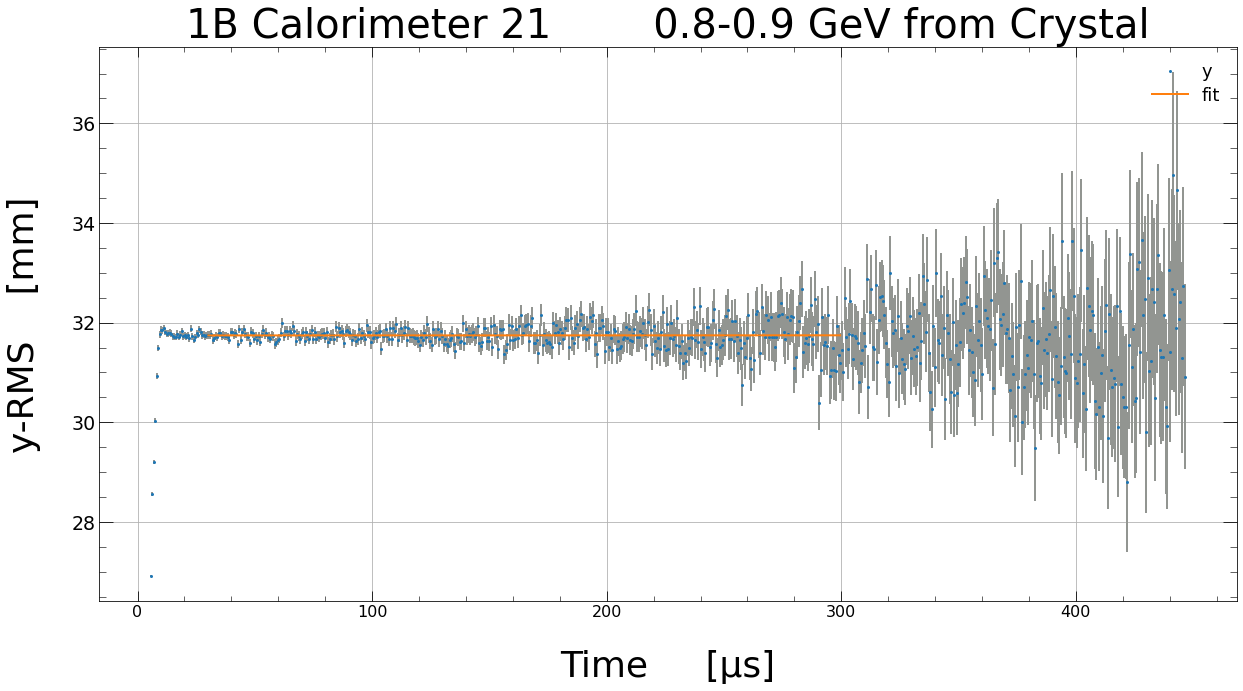 1B Calorimeter 21 0.8-0.9 GeV from Crystal
y
fit
y-RMS [mm]
36
34
32
30
28
0 100 200 300 400
Time [µs]